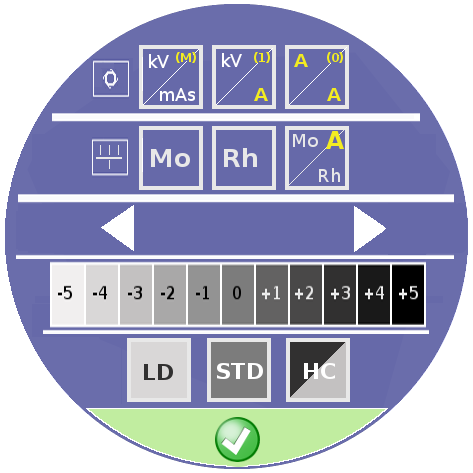 kV (M) kV (1) A (0)
mAs A A
Mo Rh Mo A
Rh
-5 -4 -3 -2 -1 0 +1 +2 +3 +4 +5
LD STD HC